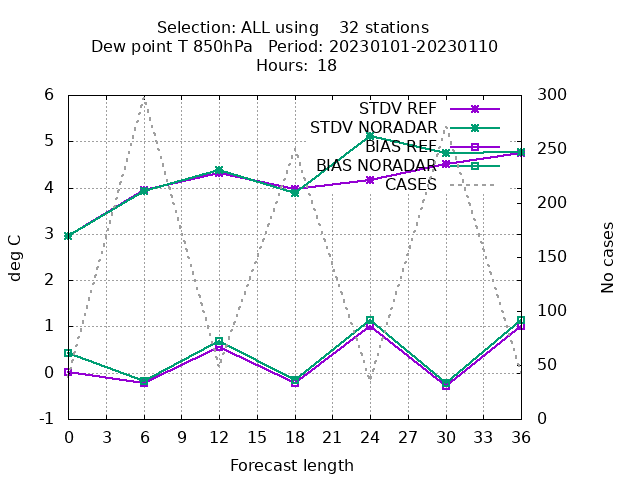 Selection: ALL using 32 stations
Dew point T 850hPa Period: 20230101-20230110
Hours: 18
STDV REF
STDV NORADAR
BIAS REF
BIAS NORADAR
CASES
6
5
4
3
2
1
0
-1
300
250
200
150
100
50
0
deg C
No cases
0 3 6 9 12 15 18 21 24 27 30 33 36
Forecast length